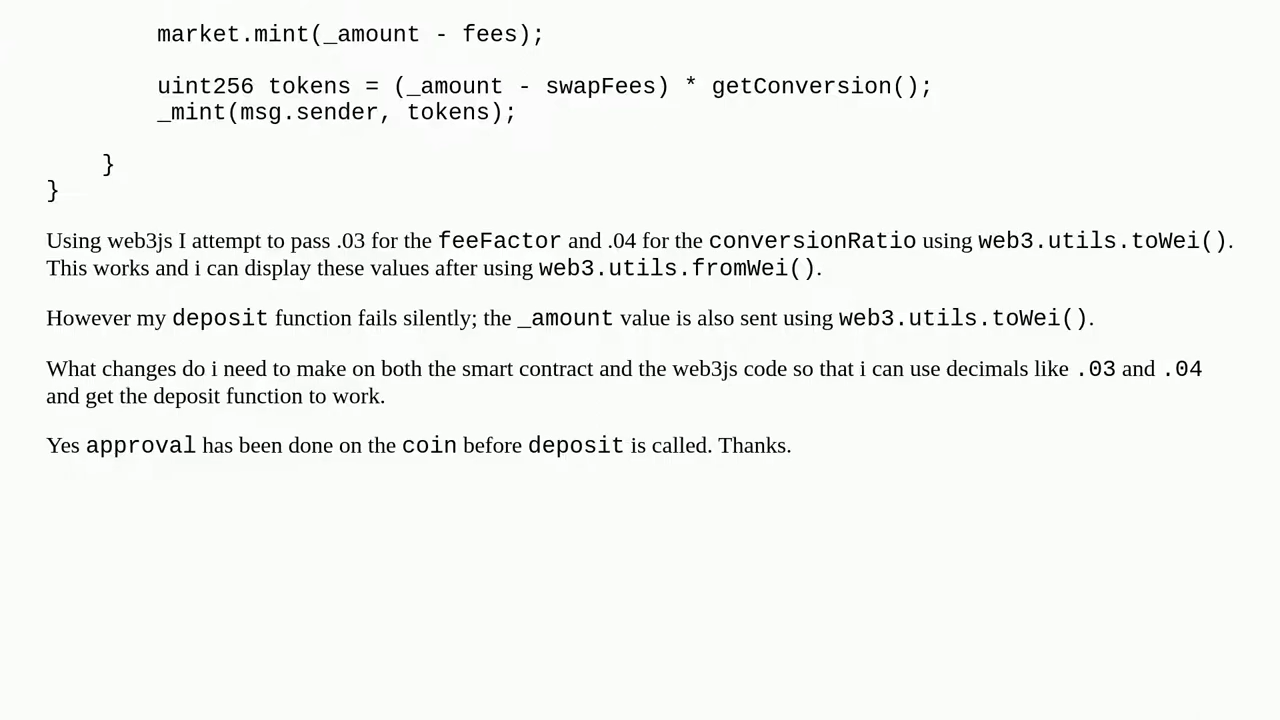 market.mint(_amount - fees);
uint256 tokens = (_amount - swapFees) * getConversion();
_mint(msg.sender, tokens);
}
}
Using web3js I attempt to pass .03 for the feeFactor and .04 for the conversionRatio using web3.utils.toWei().
This works and i can display these values after using web3.utils.fromWei().
However my deposit function fails silently; the _amount value is also sent using web3.utils.toWei().
What changes do i need to make on both the smart contract and the web3js code so that i can use decimals like .03 and .04
and get the deposit function to work.
Yes approval has been done on the coin before deposit is called. Thanks.